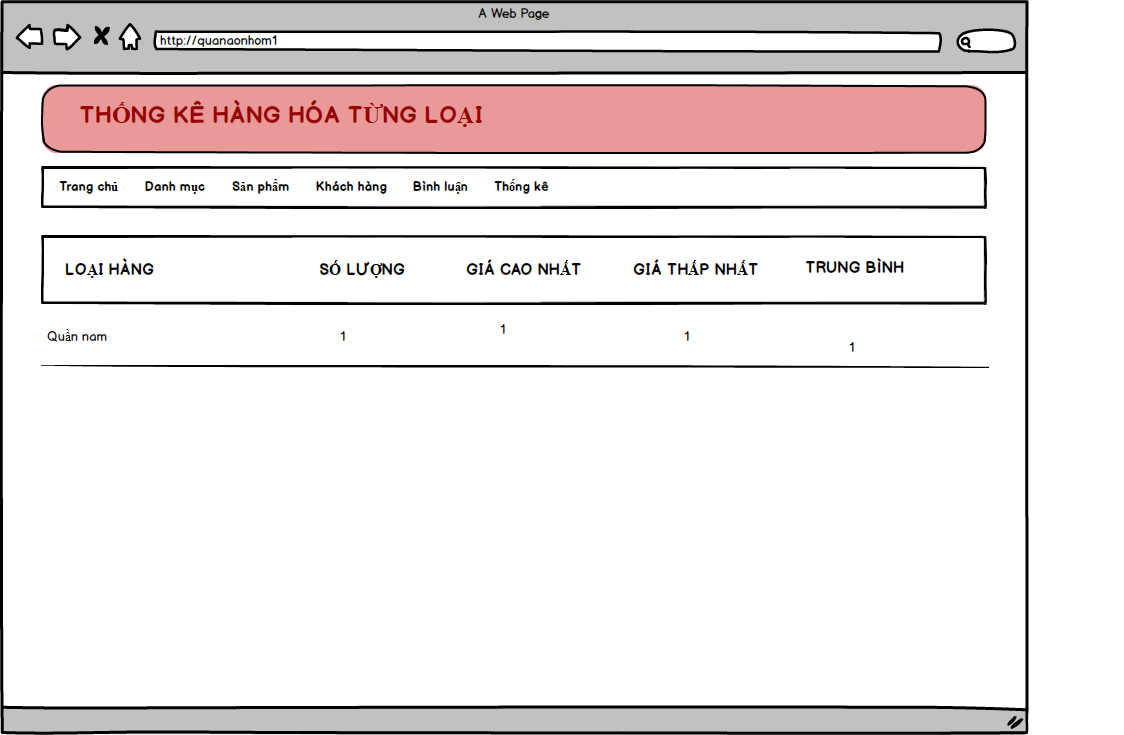 A Web Page
http://quanaonhom1
THỐNG KÊ HÀNG HÓA TỪNG LOẠI
Trang chủ Danh mục Sản phẩm Khách hàng Bình luận Thống kê
LOẠI HÀNG SỐ LƯỢNG GIÁ CAO NHẤT GIÁ THẤP NHẤT TRUNG BÌNH
Quần nam 1 1 1 1